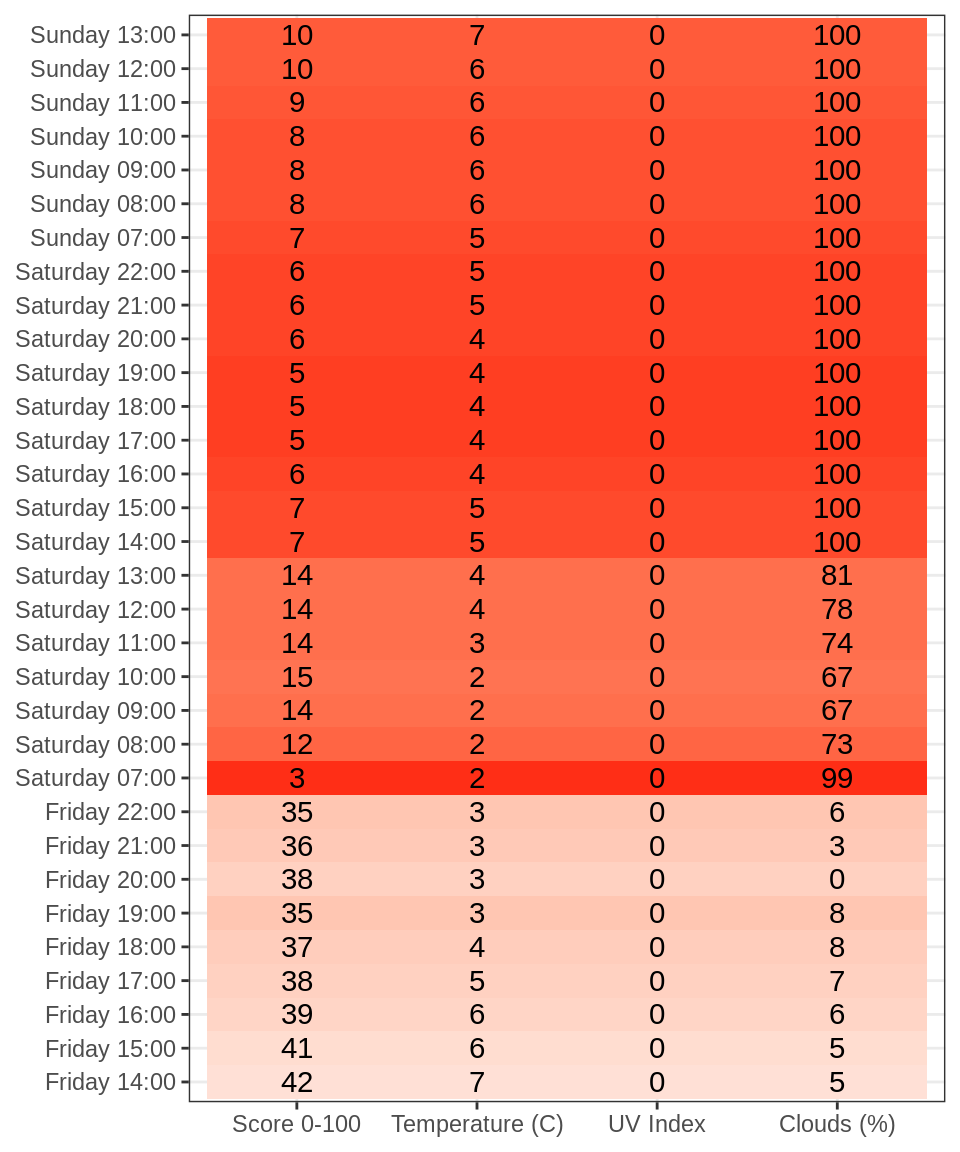 Sunday 13:00 10 7 0 100
Sunday 12:00 10 6 0 100
Sunday 11:00 9 6 0 100
Sunday 10:00 8 6 0 100
Sunday 09:00 8 6 0 100
Sunday 08:00 8 6 0 100
Sunday 07:00 7 5 0 100
Saturday 22:00 6 5 0 100
Saturday 21:00 6 5 0 100
Saturday 20:00 6 4 0 100
Saturday 19:00 5 4 0 100
Saturday 18:00 5 4 0 100
Saturday 17:00 5 4 0 100
Saturday 16:00 6 4 0 100
Saturday 15:00 7 5 0 100
Saturday 14:00 7 5 0 100
Saturday 13:00 14 4 0 81
Saturday 12:00 14 4 0 78
Saturday 11:00 14 3 0 74
Saturday 10:00 15 2 0 67
Saturday 09:00 14 2 0 67
Saturday 08:00 12 2 0 73
Saturday 07:00 3 2 0 99
Friday 22:00 35 3 0 6
Friday 21:00 36 3 0 3
Friday 20:00 38 3 0 0
Friday 19:00 35 3 0 8
Friday 18:00 37 4 0 8
Friday 17:00 38 5 0 7
Friday 16:00 39 6 0 6
Friday 15:00 41 6 0 5
Friday 14:00 42 7 0 5
Score 0-100 Temperature (C) UV Index Clouds (%)